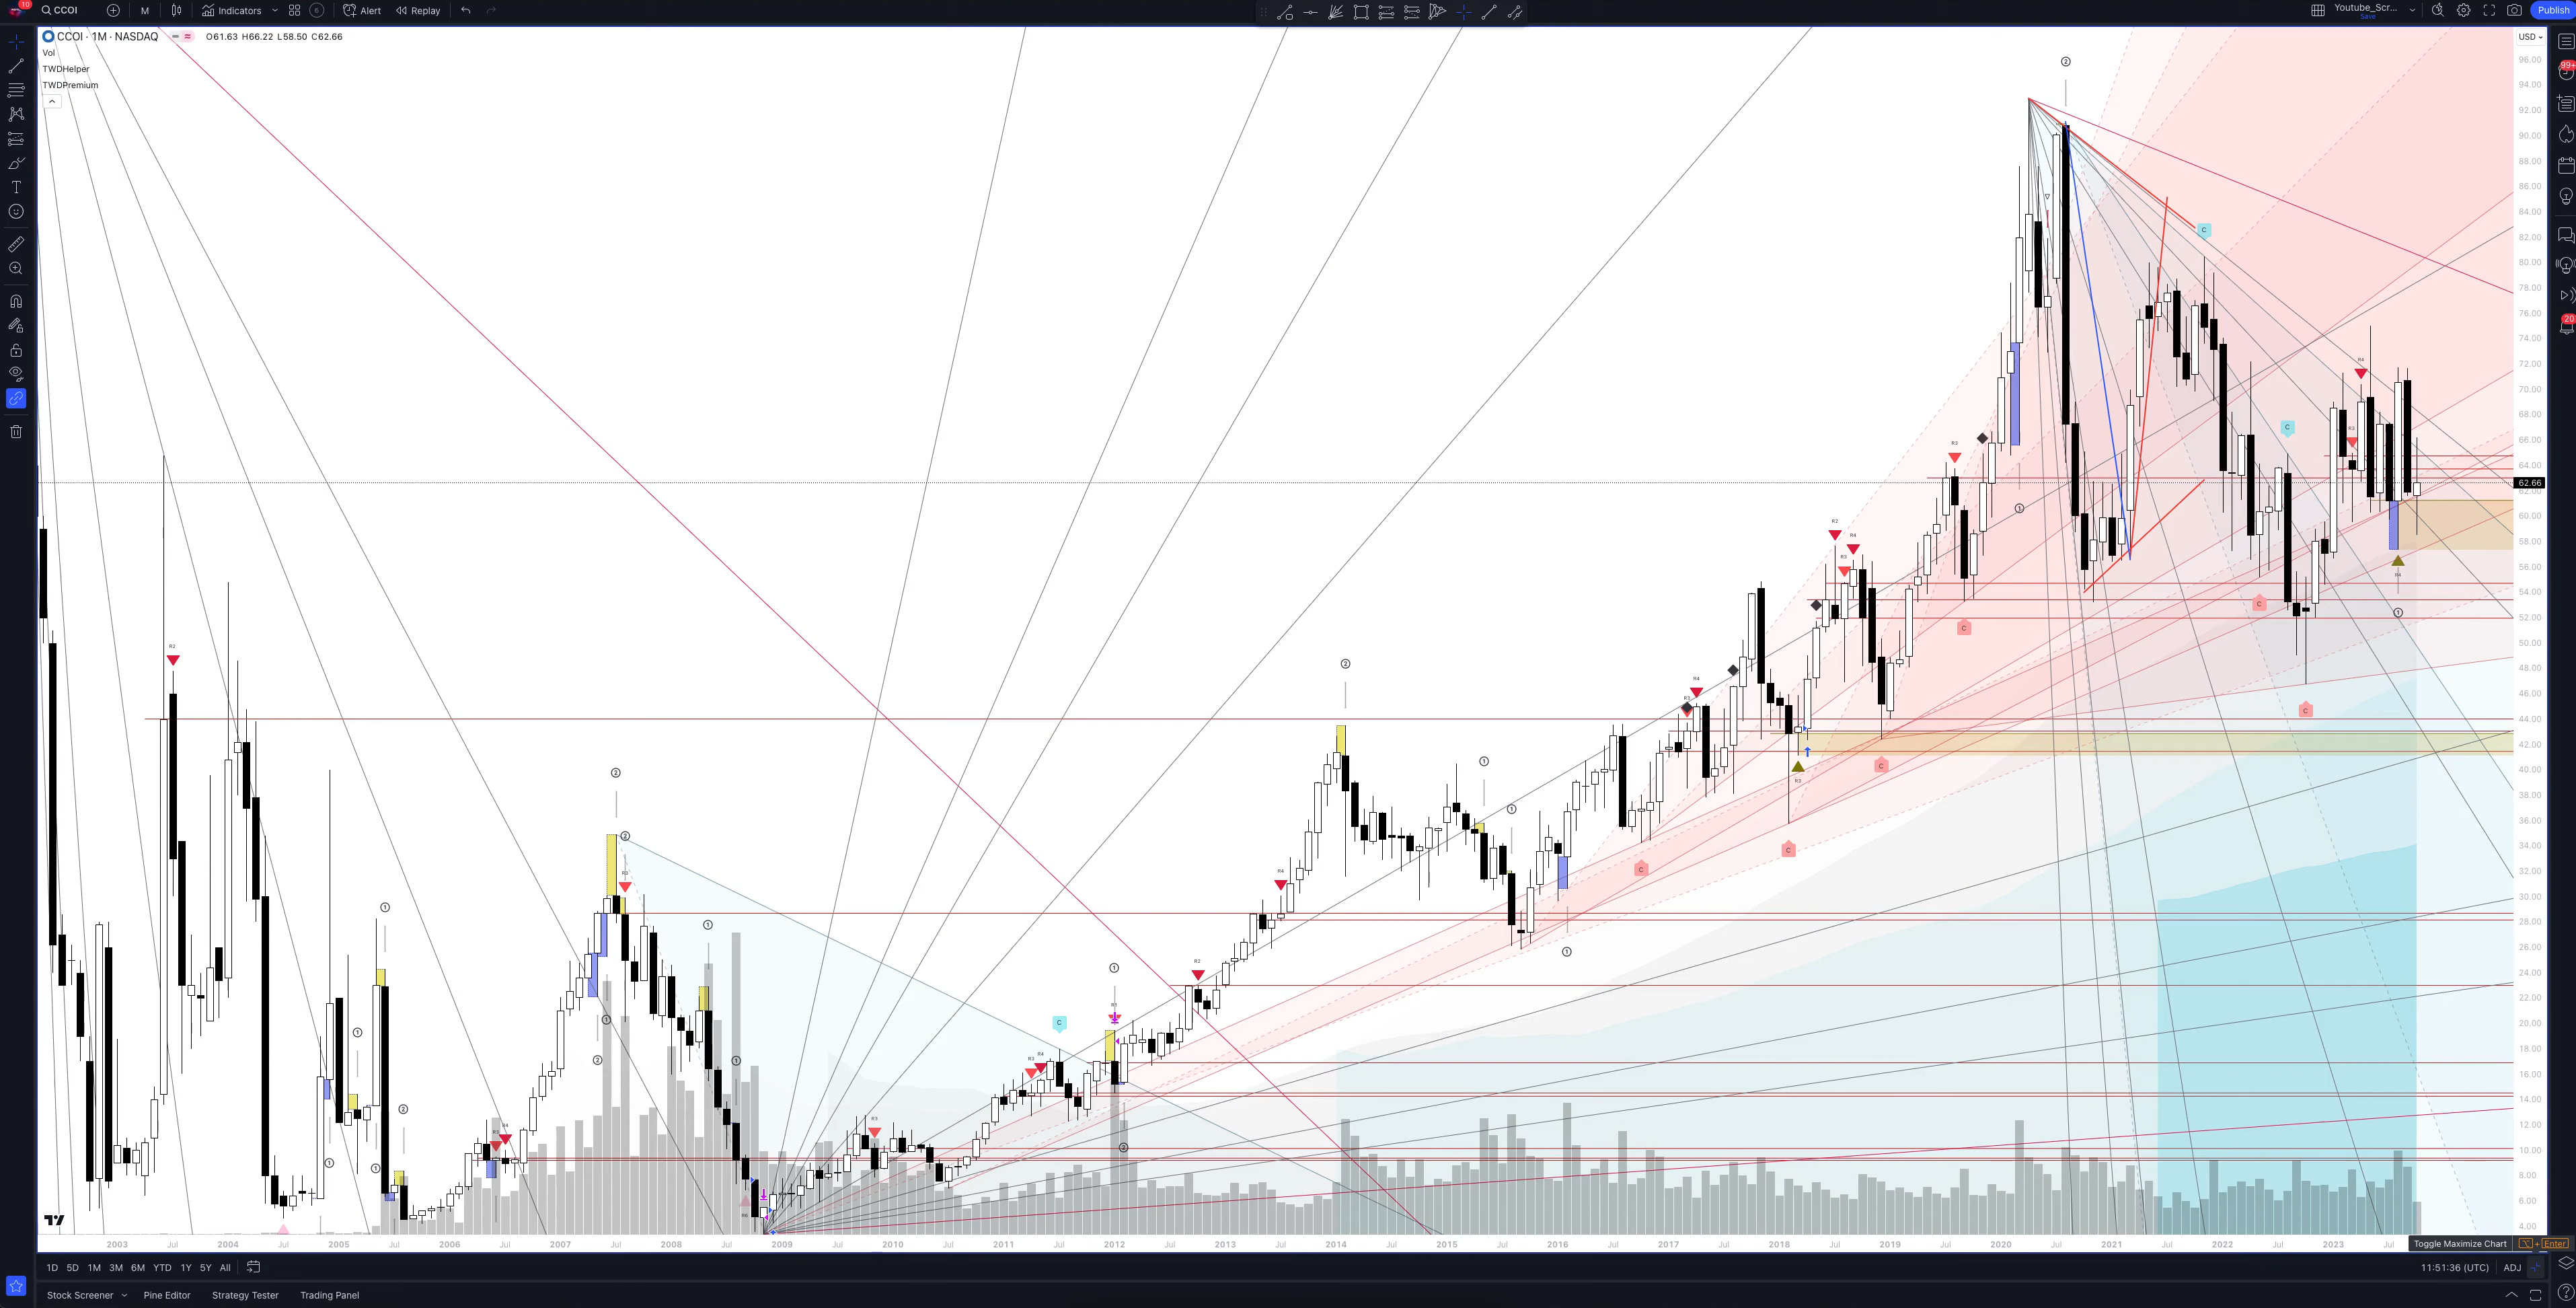 10
CCOI
M
Indicators
6
Alert
Replay
Youtube_Scr...
Save
Publish
CCOI · 1M · NASDAQ
O61.63 H66.22 L58.50 C62.66
Vol
TWDHelper
TWDPremium
USD
99+
20
96.00
94.00
92.00
90.00
88.00
86.00
84.00
82.00
80.00
78.00
76.00
74.00
72.00
70.00
68.00
66.00
64.00
62.66
62.00
60.00
58.00
56.00
54.00
52.00
50.00
48.00
46.00
44.00
42.00
40.00
38.00
36.00
34.00
32.00
30.00
28.00
26.00
24.00
22.00
20.00
18.00
16.00
14.00
12.00
10.00
8.00
6.00
4.00
2003 Jul 2004 Jul 2005 Jul 2006 Jul 2007 Jul 2008 Jul 2009 Jul 2010 Jul 2011 Jul 2012 Jul 2013 Jul 2014 Jul 2015 Jul 2016 Jul 2017 Jul 2018 Jul 2019 Jul 2020 Jul 2021 Jul 2022 Jul 2023 Jul
Toggle Maximize Chart ⌥ + Enter
1D 5D 1M 3M 6M YTD 1Y 5Y All
11:51:36 (UTC) ADJ
Stock Screener Pine Editor Strategy Tester Trading Panel